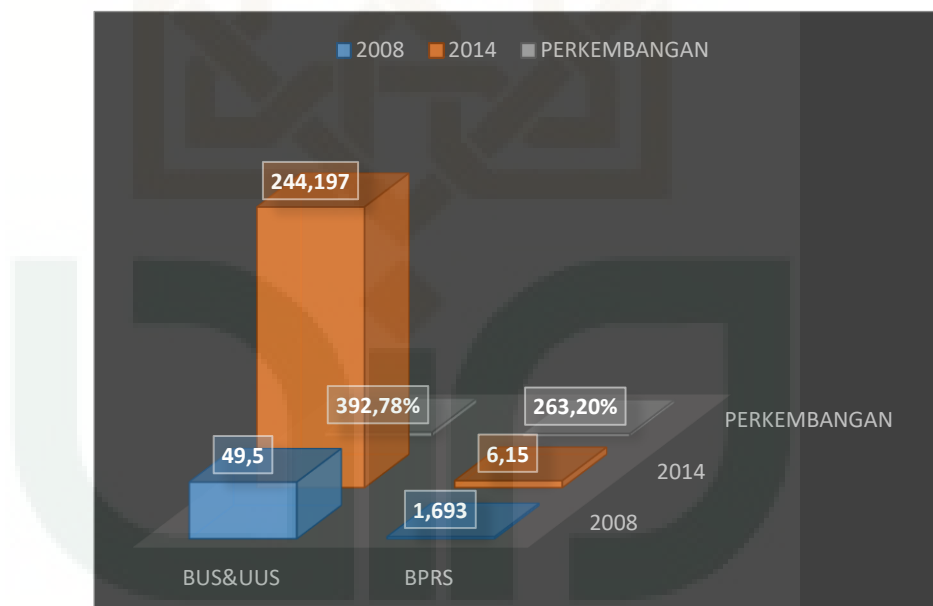 2008 2014 PERKEMBANGAN
244,197
392,78% 263,20%
PERKEMBANGAN
49,5 6,15
2014
1,693
2008
BUS&UUS BPRS